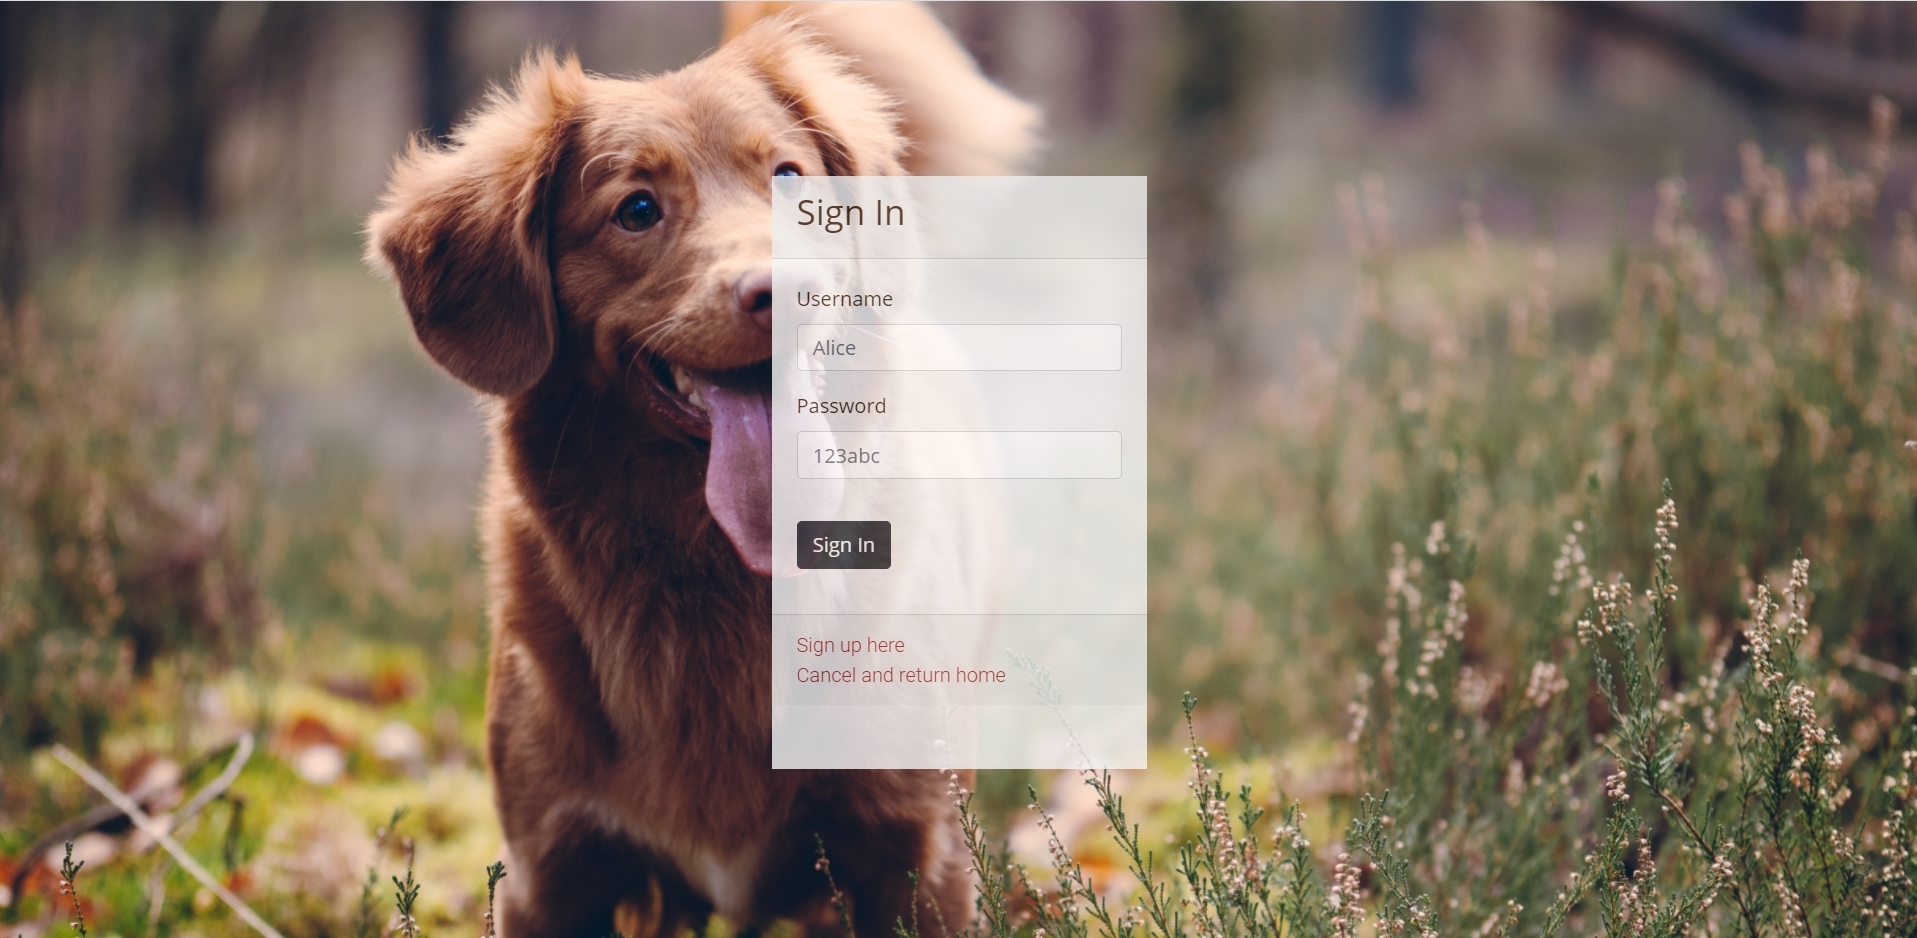 Sign In
Username
Alice
Password
123abc
Sign In
Sign up here
Cancel and return home